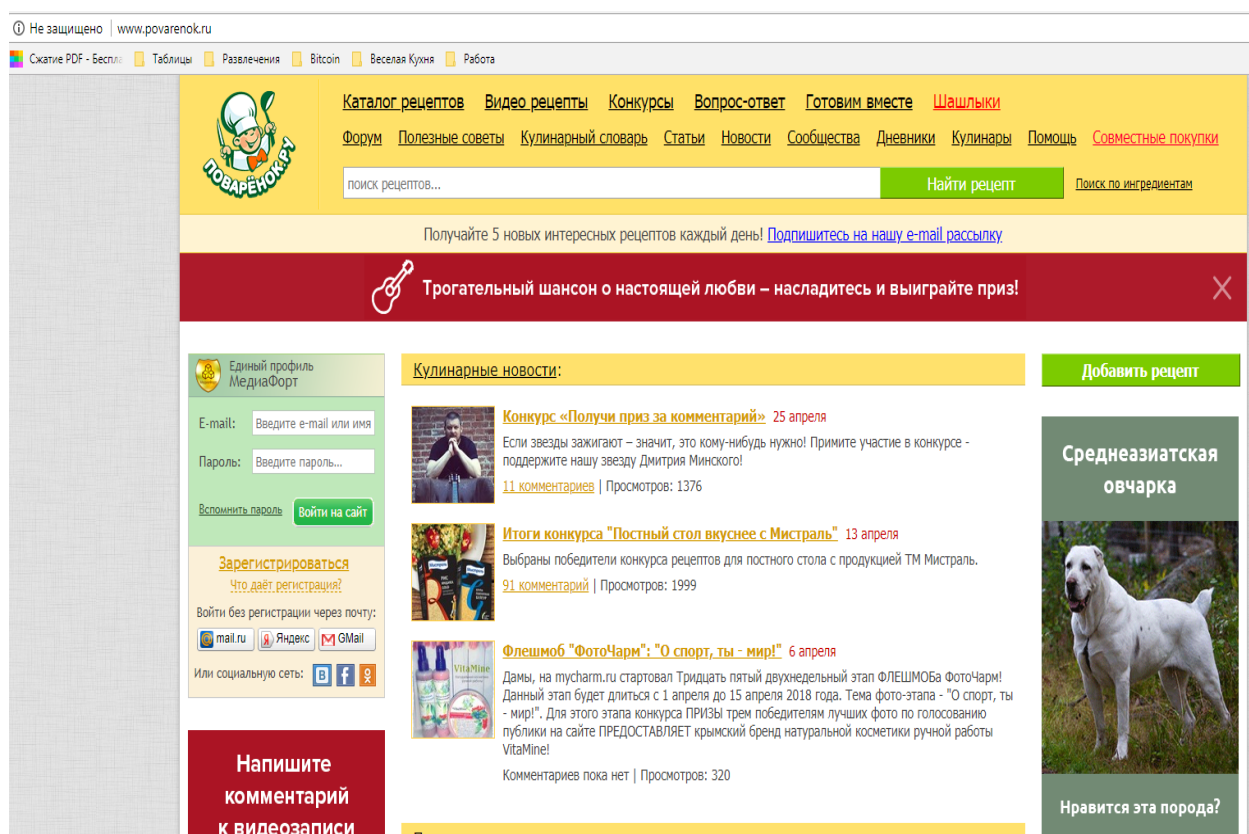 Не защищено www.povarenok.ru
Сжатие PDF - Беспла Таблицы Развлечения Bitcoin Веселая Кухня Работа
ПОВАРЁНОК.РУ
Каталог рецептов Видео рецепты Конкурсы Вопрос-ответ Готовим вместе Шашлыки
Форум Полезные советы Кулинарный словарь Статьи Новости Сообщества Дневники Кулинары Помощь Совместные покупки
поиск рецептов... Найти рецепт Поиск по ингредиентам
Получайте 5 новых интересных рецептов каждый день! Подпишитесь на нашу e-mail рассылку
Трогательный шансон о настоящей любви – насладитесь и выиграйте приз!
Единый профиль
МедиаФорт
E-mail: Введите e-mail или имя
Пароль: Введите пароль...
Вспомнить пароль Войти на сайт
Зарегистрироваться
Что даёт регистрация?
Войти без регистрации через почту:
mail.ru Яндекс GMail
Или социальную сеть:
Напишите
комментарий
к видеозаписи
Кулинарные новости:
Конкурс «Получи приз за комментарий» 25 апреля
Если звезды зажигают – значит, это кому-нибудь нужно! Примите участие в конкурсе -
поддержите нашу звезду Дмитрия Минского!
11 комментариев | Просмотров: 1376
Итоги конкурса "Постный стол вкуснее с Мистраль" 13 апреля
Выбраны победители конкурса рецептов для постного стола с продукцией ТМ Мистраль.
91 комментарий | Просмотров: 1999
VitaMine
Флешмоб "ФотоЧарм": "О спорт, ты - мир!" 6 апреля
Дамы, на mycharm.ru стартовал Тридцать пятый двухнедельный этап ФЛЕШМОБа ФотоЧарм!
Данный этап будет длиться с 1 апреля до 15 апреля 2018 года. Тема фото-этапа - "О спорт, ты
- мир!". Для этого этапа конкурса ПРИЗЫ трем победителям лучших фото по голосованию
публики на сайте ПРЕДОСТАВЛЯЕТ крымский бренд натуральной косметики ручной работы
VitaMine!
Комментариев пока нет | Просмотров: 320
Добавить рецепт
Среднеазиатская
овчарка
Нравится эта порода?